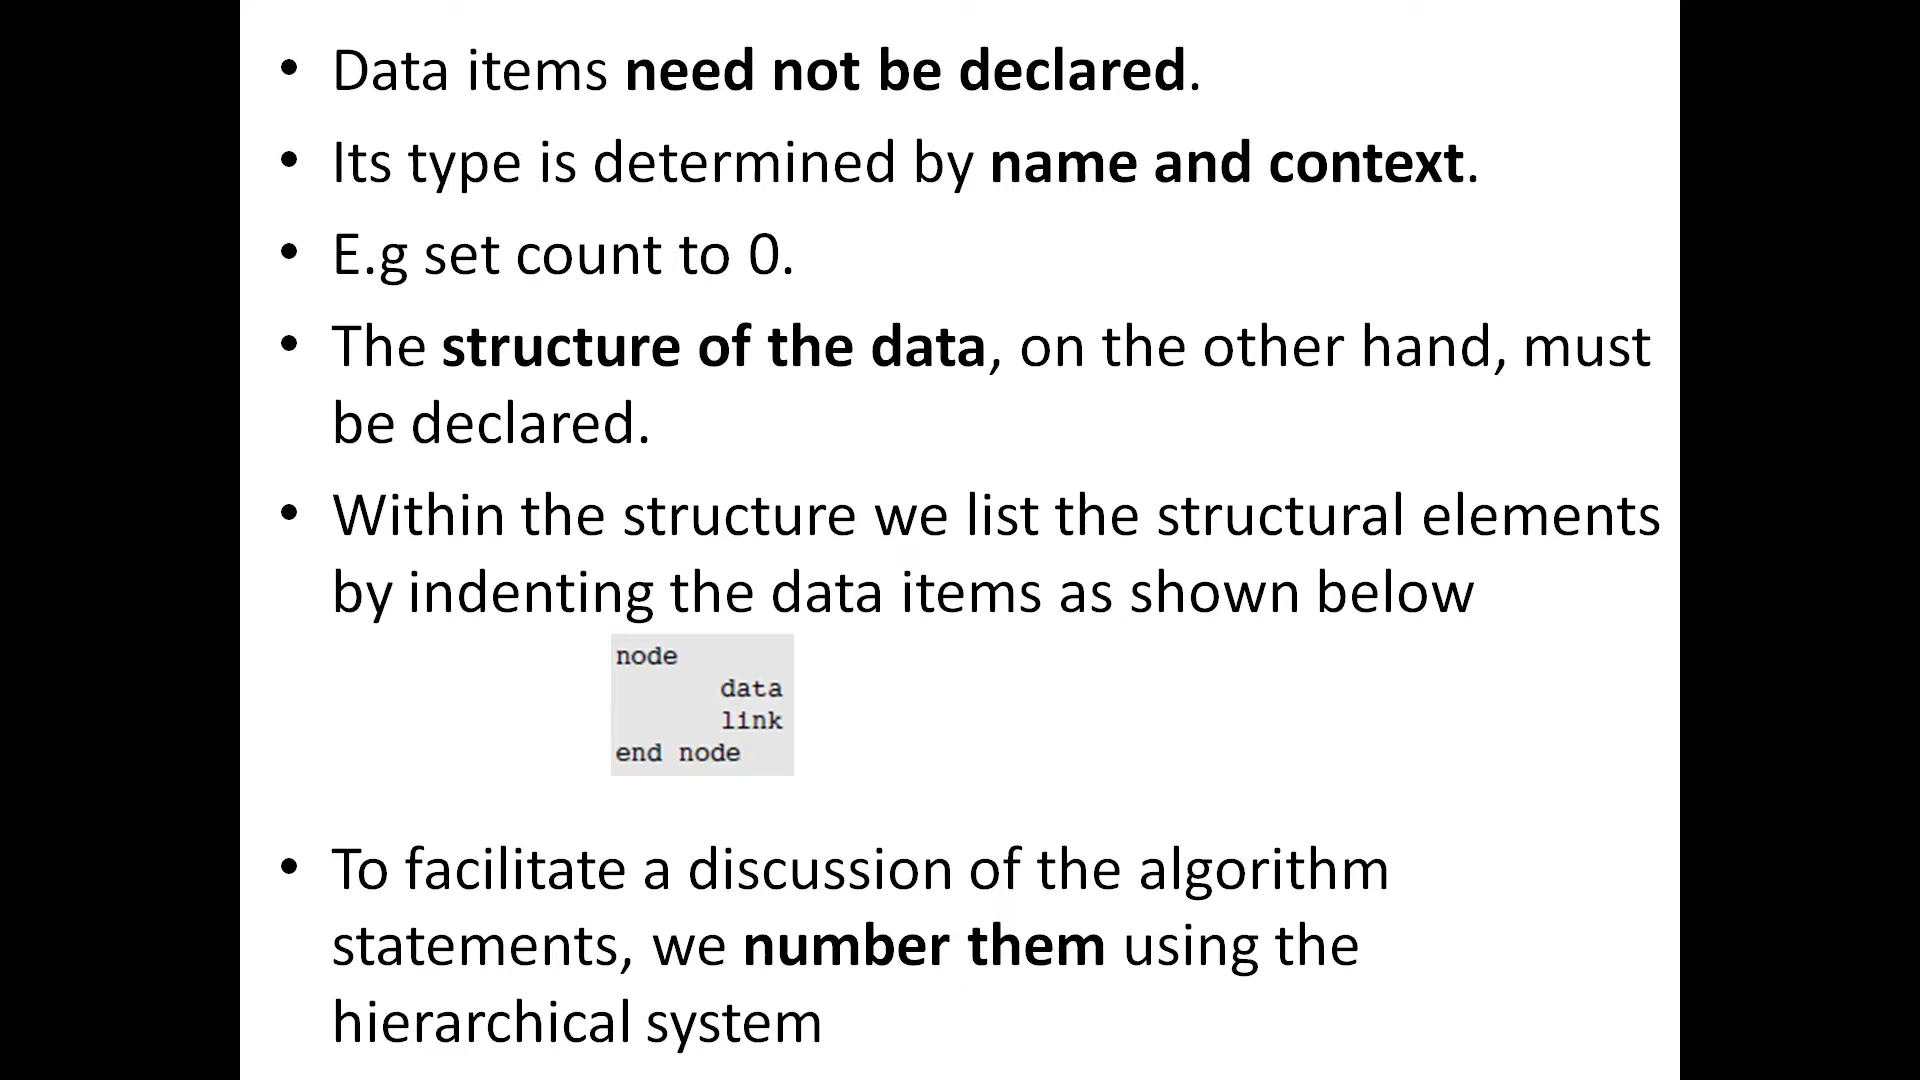 • Data items need not be declared.
• Its type is determined by name and context.
• E.g set count to 0.
• The structure of the data, on the other hand, must
be declared.
• Within the structure we list the structural elements
by indenting the data items as shown below
node
data
link
end node
• To facilitate a discussion of the algorithm
statements, we number them using the
hierarchical system